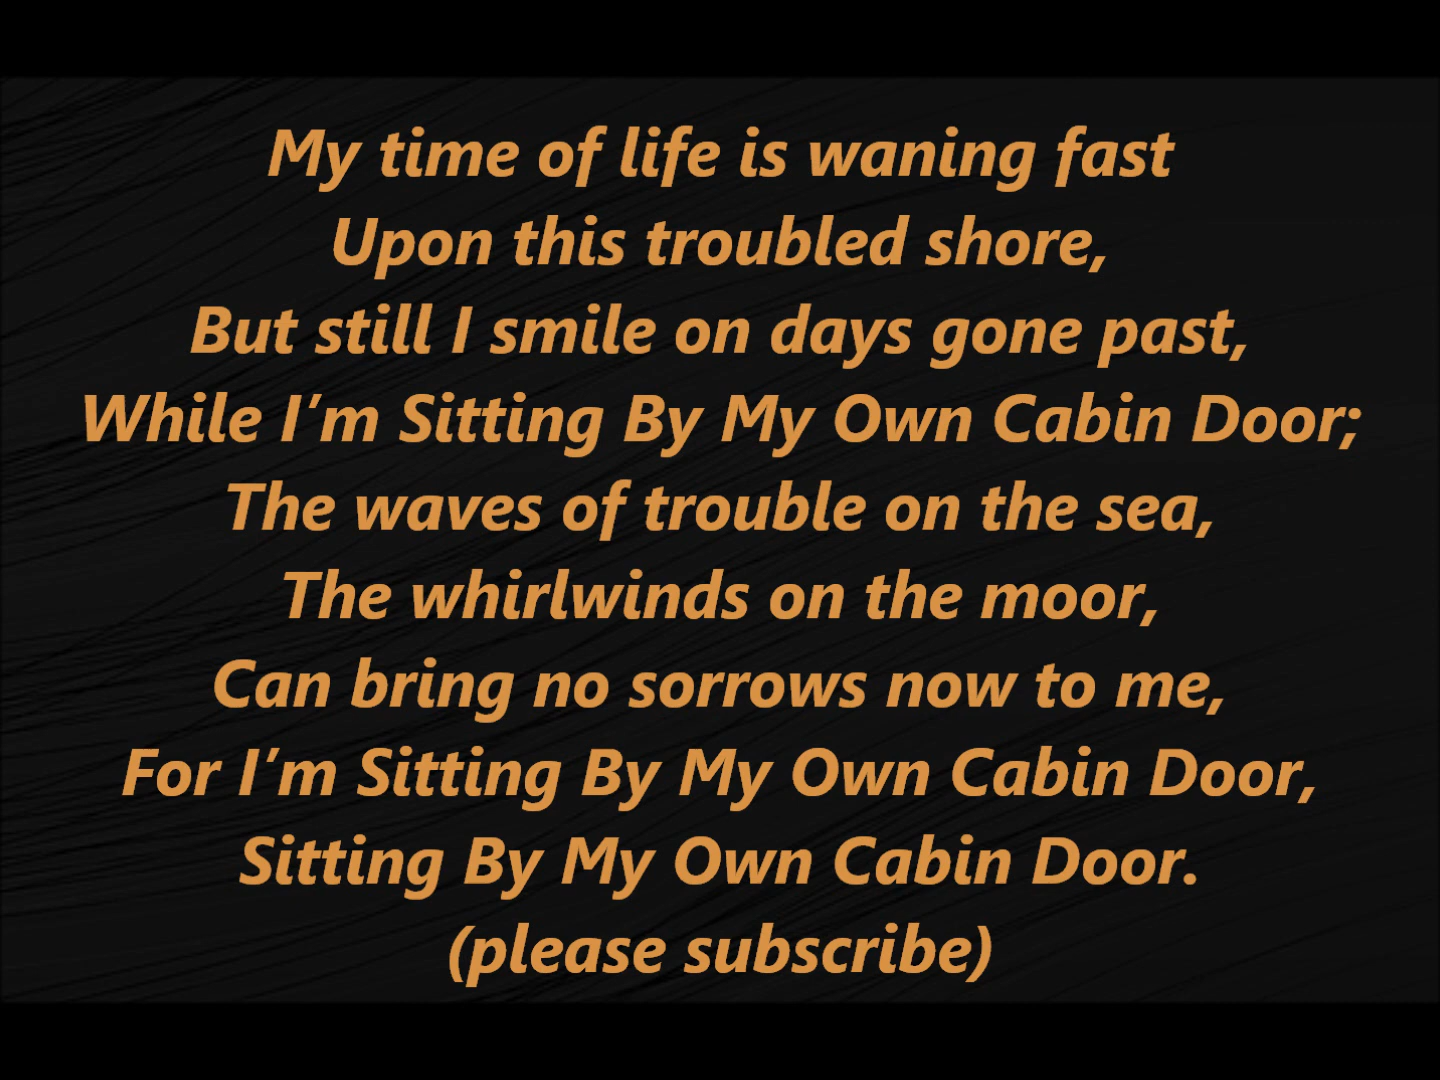 My time of life is waning fast
Upon this troubled shore,
But still I smile on days gone past,
While I’m Sitting By My Own Cabin Door;
The waves of trouble on the sea,
The whirlwinds on the moor,
Can bring no sorrows now to me,
For I’m Sitting By My Own Cabin Door,
Sitting By My Own Cabin Door.
(please subscribe)